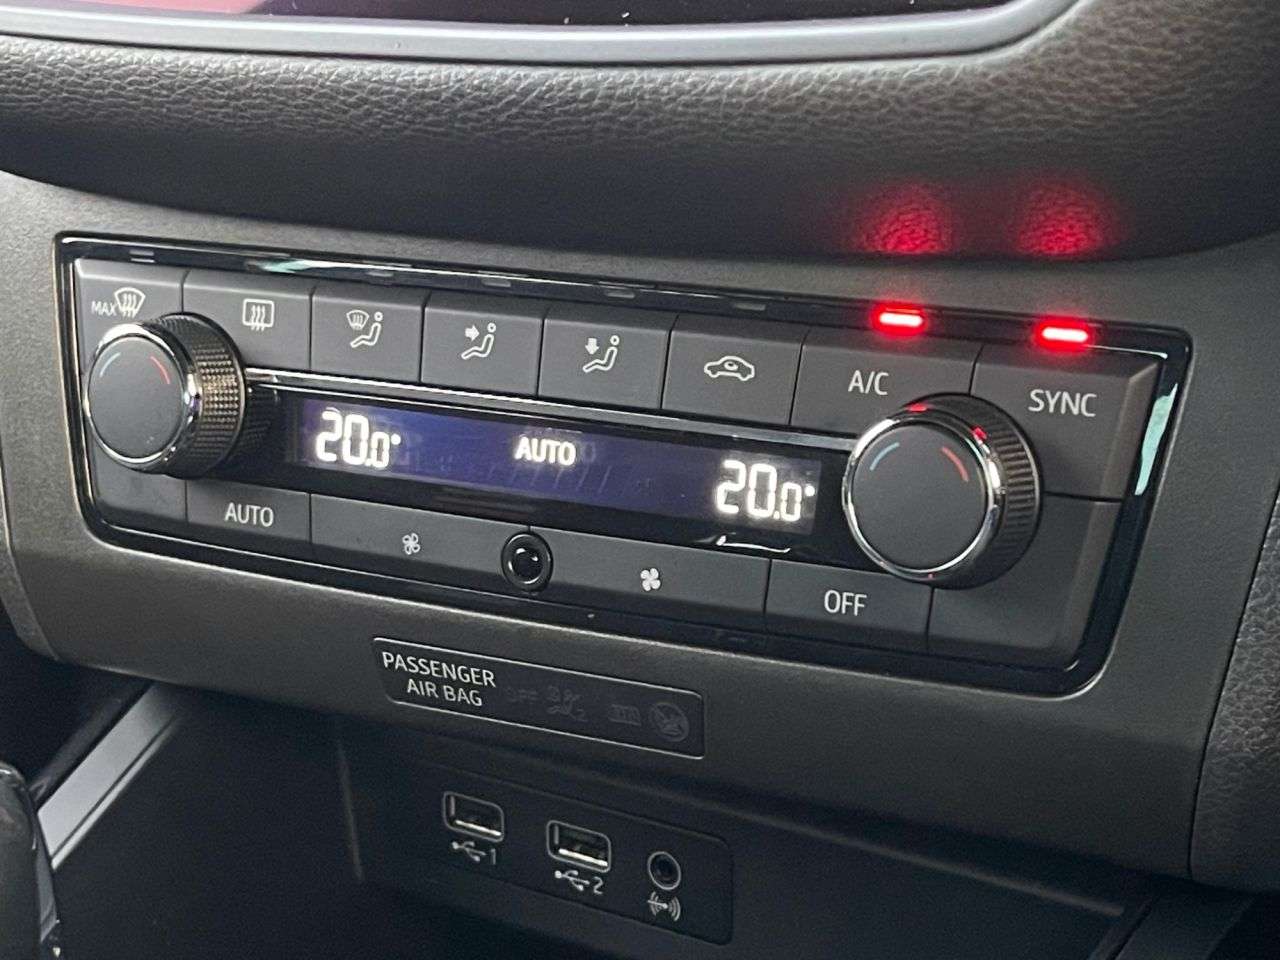 MAX
A/C
SYNC
20.0°
AUTO
20.0°
AUTO
OFF
PASSENGER
AIR BAG
OFF
1
2